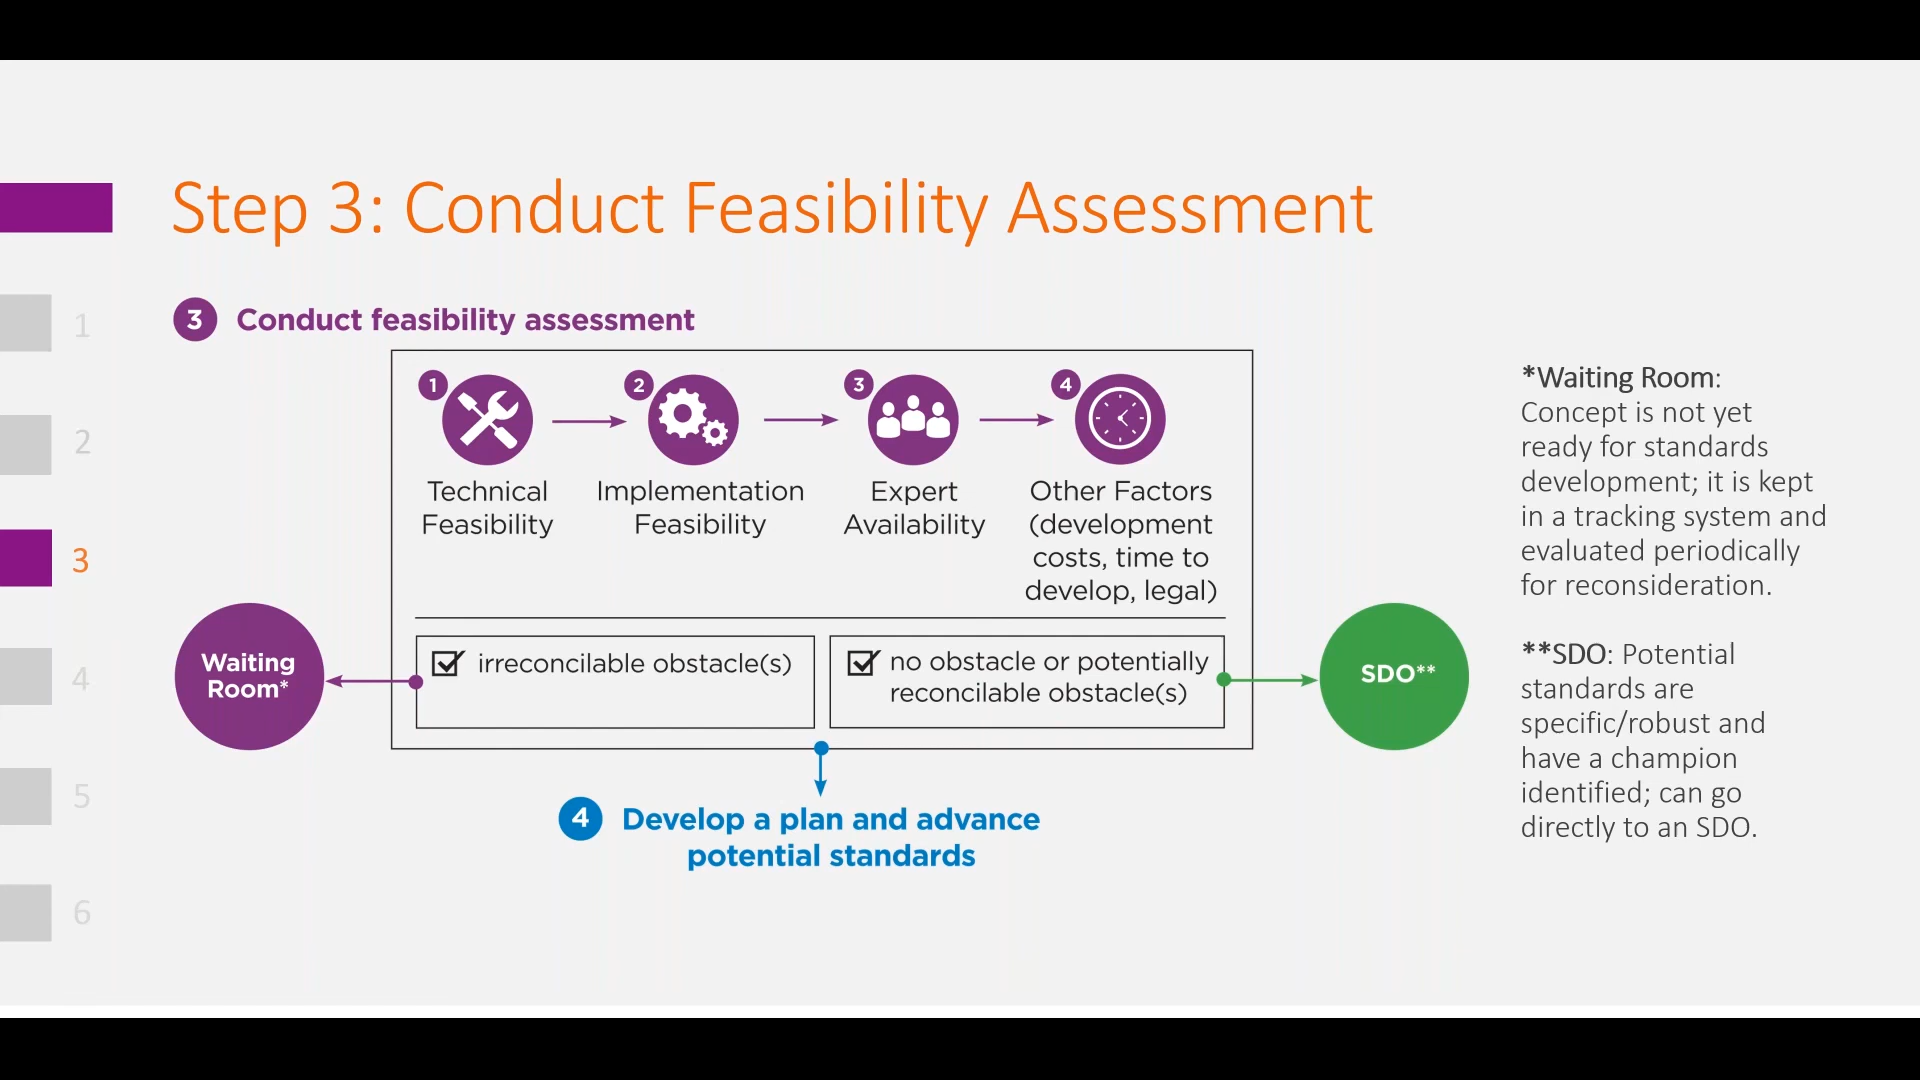 Step 3: Conduct Feasibility Assessment
3 Conduct feasibility assessment
1
2
3
4
5
6
1
Technical
Feasibility
2
Implementation
Feasibility
3
Expert
Availability
4
Other Factors
(development
costs, time to
develop, legal)
Waiting
Room*
irreconcilable obstacle(s)
no obstacle or potentially
reconcilable obstacle(s)
SDO**
4 Develop a plan and advance
potential standards
*Waiting Room:
Concept is not yet
ready for standards
development; it is kept
in a tracking system and
evaluated periodically
for reconsideration.
**SDO: Potential
standards are
specific/robust and
have a champion
identified; can go
directly to an SDO.